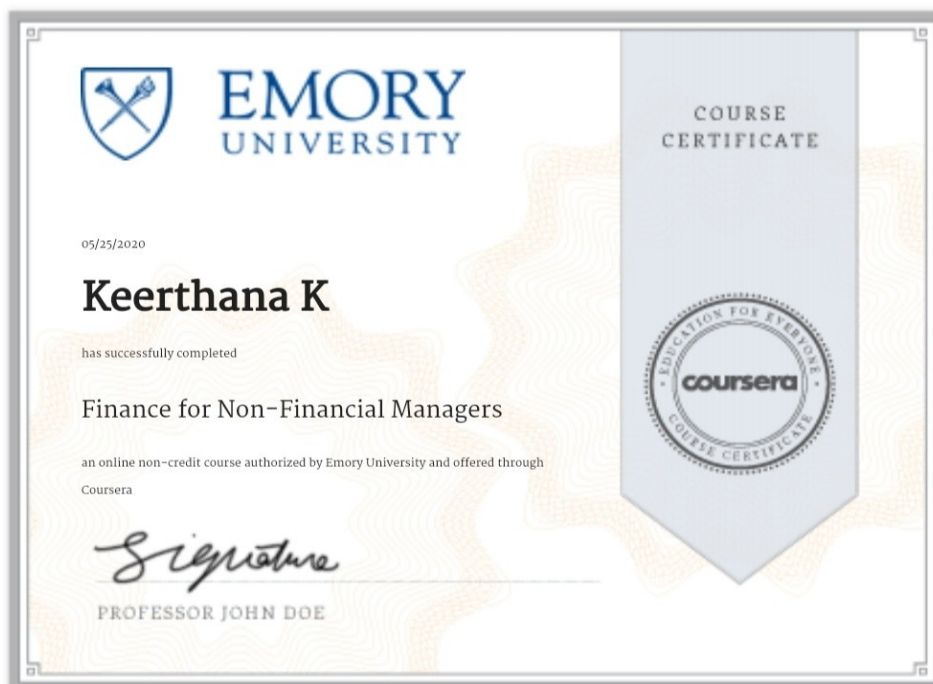 EMORY
UNIVERSITY
COURSE
CERTIFICATE
05/25/2020
Keerthana K
has successfully completed
Finance for Non-Financial Managers
an online non-credit course authorized by Emory University and offered through
Coursera
EDUCATION FOR EVERYONE
coursera
COURSE CERTIFICATE
Signature
PROFESSOR JOHN DOE